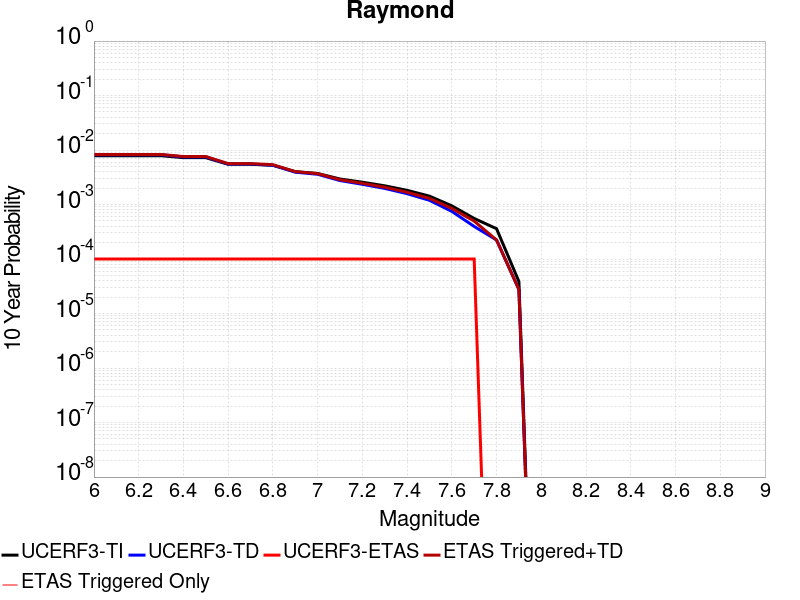 Raymond
10^0
10^-1
10^-2
10^-3
10^-4
10^-5
10^-6
10^-7
10^-8
10 Year Probability
6 6.2 6.4 6.6 6.8 7 7.2 7.4 7.6 7.8 8 8.2 8.4 8.6 8.8 9
Magnitude
UCERF3-TI UCERF3-TD UCERF3-ETAS ETAS Triggered+TD
ETAS Triggered Only